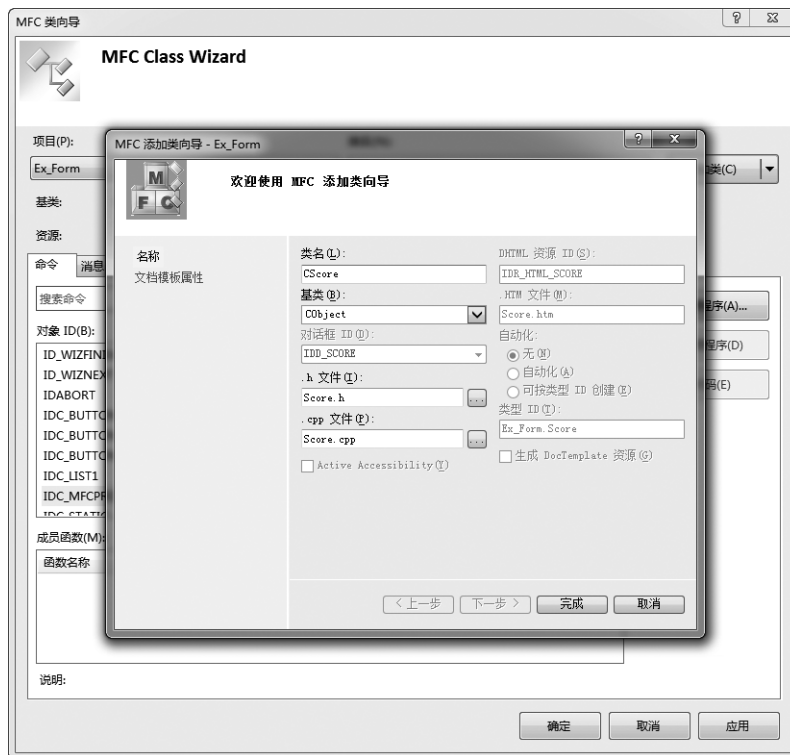 MFC 类向导
MFC Class Wizard
项目(P):
Ex_Form
类(C)
基类:
资源:
命令
消息
搜索命令
程序(A)...
对象 ID(B):
程序(D)
ID_WIZFINI
ID_WIZNEX
码(E)
IDABORT
IDC_BUTTC
IDC_BUTTC
IDC_BUTTC
IDC_LIST1
IDC_MFCPR
IDC_STATIC
成员函数(M):
函数名称
说明:
确定
取消
应用
MFC 添加类向导 - Ex_Form
M
F C
欢迎使用 MFC 添加类向导
名称
文档模板属性
类名(L):
CScore
基类(B):
CObject
对话框 ID(D):
IDD_SCORE
.h 文件(I):
Score.h
...
.cpp 文件(P):
Score.cpp
...
Active Accessibility(Y)
DHTML 资源 ID(S):
IDR_HTML_SCORE
.HTM 文件(M):
Score.htm
自动化:
无(N)
自动化(A)
可按类型 ID 创建(E)
类型 ID(T):
Ex_Form.Score
生成 DocTemplate 资源(G)
< 上一步
下一步 >
完成
取消